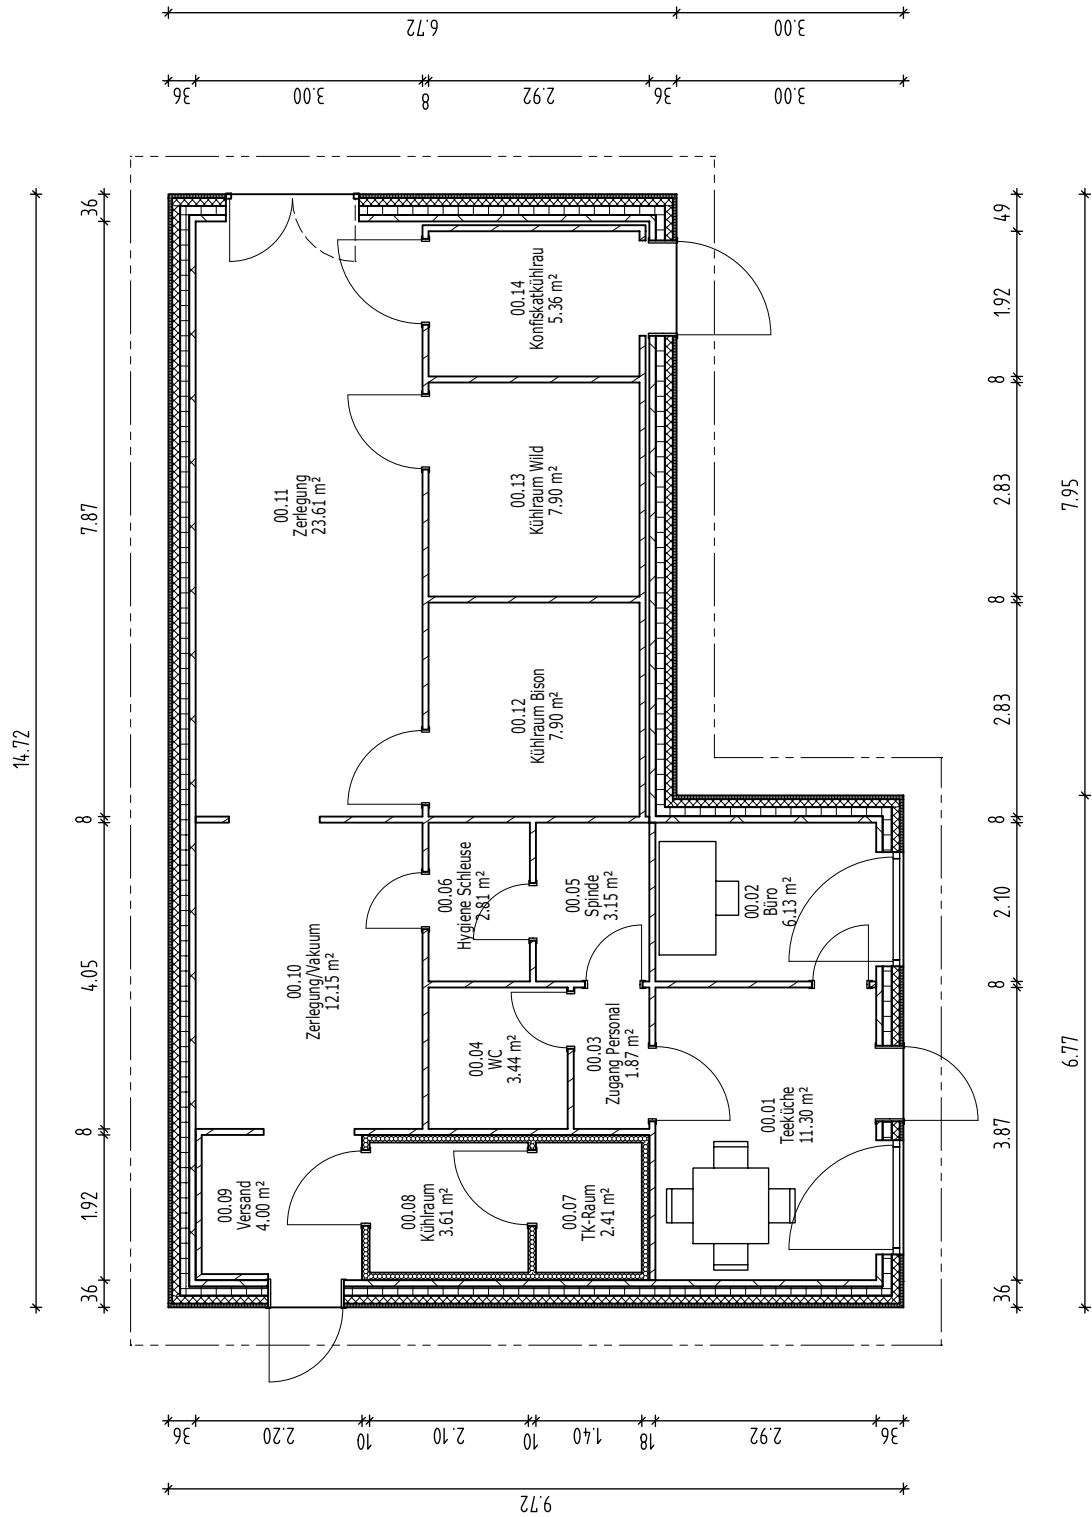 6.72
3.00
36
3.00
8
2.92
36
3.00
14.72
36
7.87
8
4.05
8
1.92
36
49
1.92
8
2.83
8
2.83
8
2.10
8
3.87
36
7.95
6.77
00.14
Konfiskatkühlrau
5.36 m²
00.11
Zerlegung
23.61 m²
00.13
Kühlraum Wild
7.90 m²
00.12
Kühlraum Bison
7.90 m²
00.06
Hygiene Schleuse
2.81 m²
00.05
Spinde
3.15 m²
00.02
Büro
6.13 m²
00.10
Zerlegung/Vakuum
12.15 m²
00.04
WC
3.44 m²
00.03
Zugang Personal
1.87 m²
00.01
Teeküche
11.30 m²
00.09
Versand
4.00 m²
00.08
Kühlraum
3.61 m²
00.07
TK-Raum
2.41 m²
36
2.20
10
2.10
10
1.40
18
2.92
36
9.72